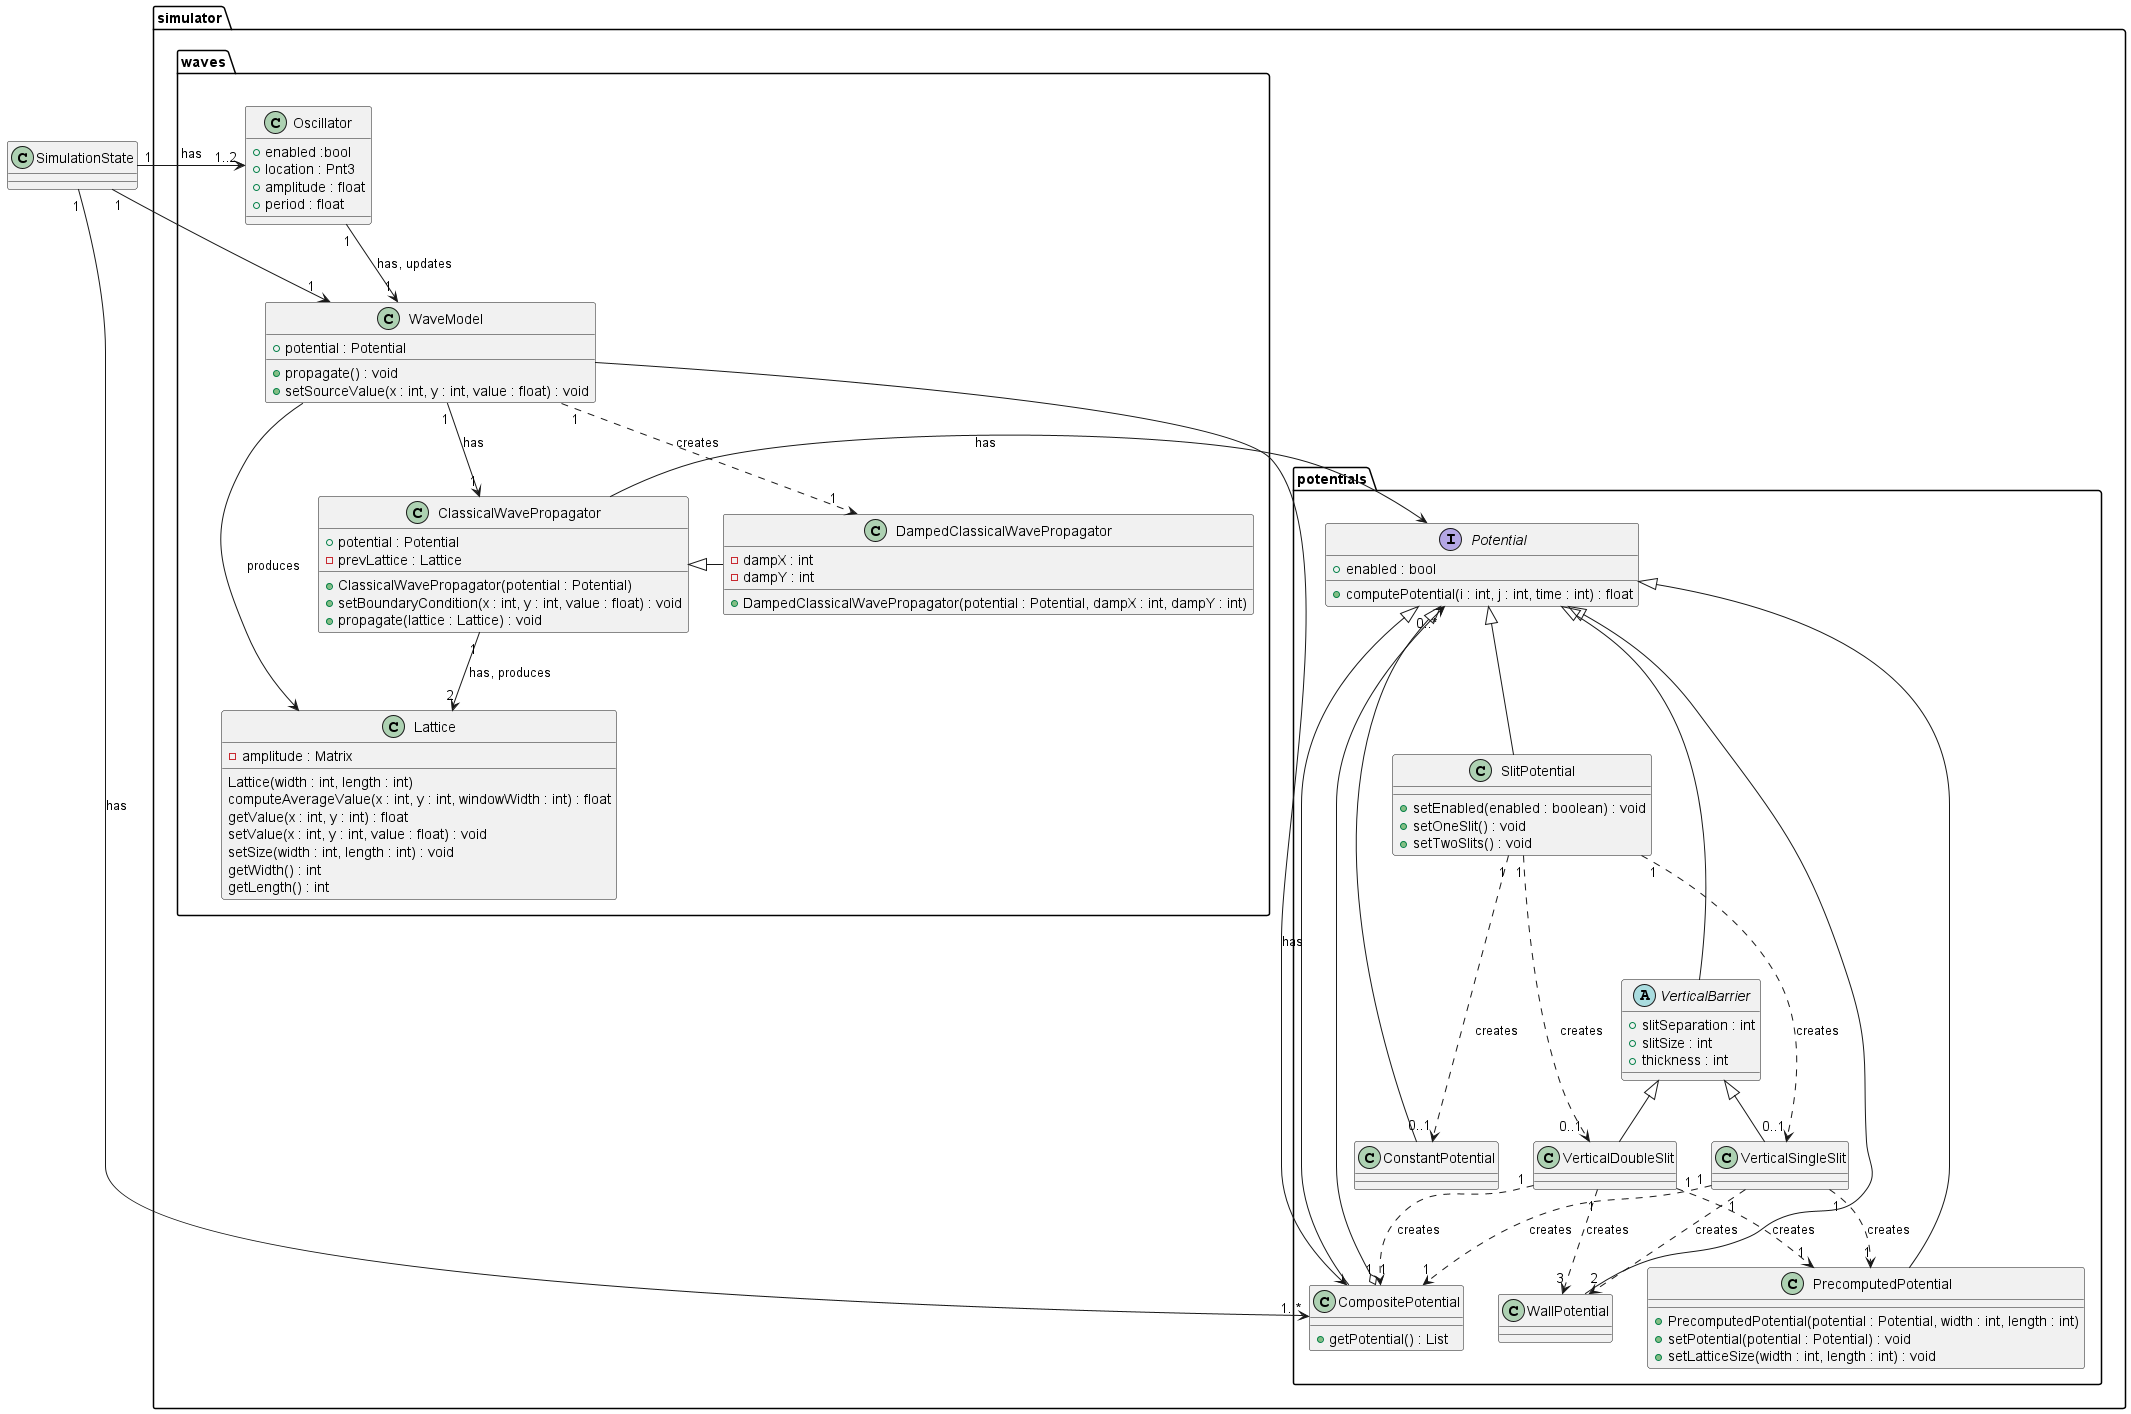 simulator
waves
C Oscillator
enabled :bool
location : Pnt3
amplitude : float
period : float
C SimulationState
1
has
1..2
1
1
1
has, updates
1
1
C WaveModel
potential : Potential
propagate() : void
setSourceValue(x : int, y : int, value : float) : void
1
has
1
1
creates
1
has
produces
potentials
C ClassicalWavePropagator
potential : Potential
prevLattice : Lattice
ClassicalWavePropagator(potential : Potential)
setBoundaryCondition(x : int, y : int, value : float) : void
propagate(lattice : Lattice) : void
C DampedClassicalWavePropagator
dampX : int
dampY : int
DampedClassicalWavePropagator(potential : Potential, dampX : int, dampY : int)
I Potential
enabled : bool
computePotential(i : int, j : int, time : int) : float
0..*
1
has, produces
2
C Lattice
amplitude : Matrix
Lattice(width : int, length : int)
computeAverageValue(x : int, y : int, windowWidth : int) : float
getValue(x : int, y : int) : float
setValue(x : int, y : int, value : float) : void
setSize(width : int, length : int) : void
getWidth() : int
getLength() : int
has
C SlitPotential
setEnabled(enabled : boolean) : void
setOneSlit() : void
setTwoSlits() : void
1
1
1
has
A VerticalBarrier
slitSeparation : int
slitSize : int
thickness : int
creates
creates
creates
0..1
0..1
0..1
C ConstantPotential
C VerticalDoubleSlit
C VerticalSingleSlit
1
1
1
1
1
1
creates
creates
creates
creates
creates
creates
1
1
1
3
2
1
1
1..*
C CompositePotential
getPotential() : List
C WallPotential
C PrecomputedPotential
PrecomputedPotential(potential : Potential, width : int, length : int)
setPotential(potential : Potential) : void
setLatticeSize(width : int, length : int) : void